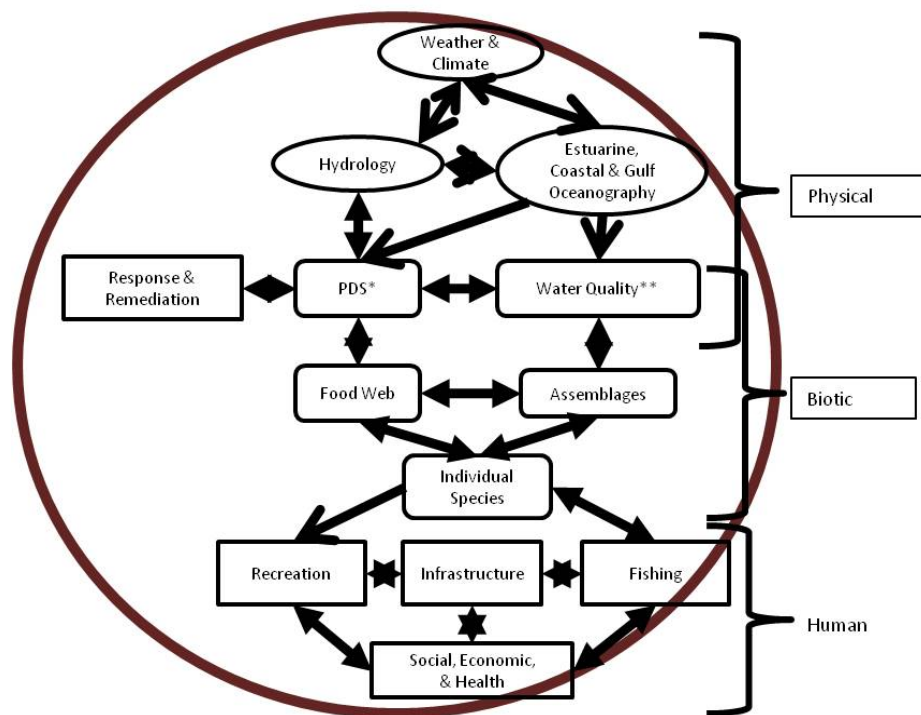 Weather &
Climate
Hydrology
Estuarine,
Coastal & Gulf
Oceanography
Physical
Response &
Remediation
PDS*
Water Quality**
Food Web
Assemblages
Biotic
Individual
Species
Recreation
Infrastructure
Fishing
Human
Social, Economic,
& Health